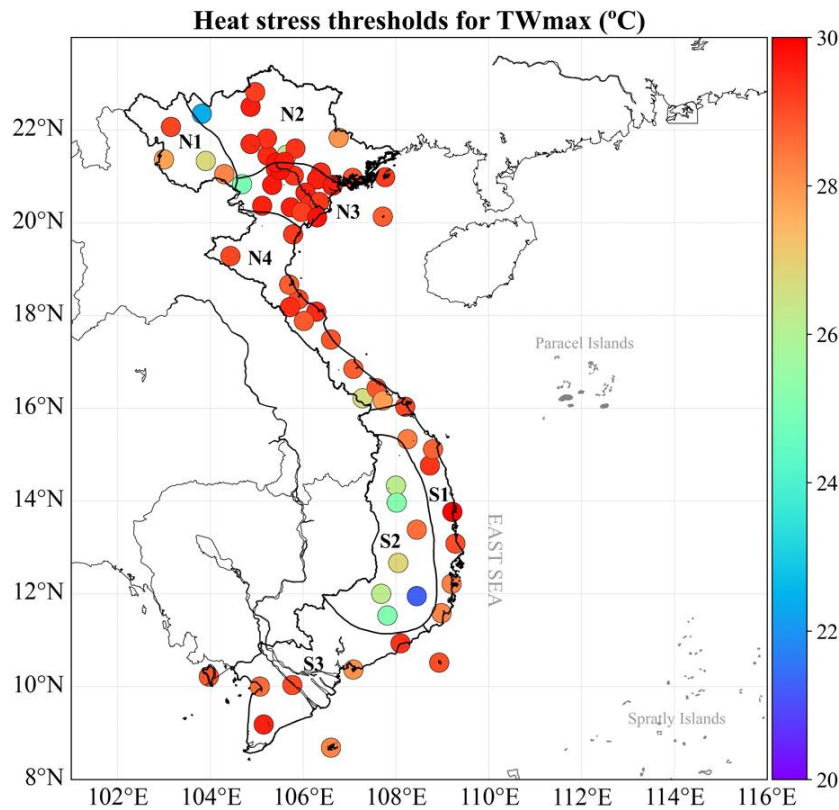 Heat stress thresholds for TWmax (ºC)
30
N2
22°N
N1
28
20°N
N3
N4
18°N
Paracel Islands
26
16°N
14°N
S1
24
S2
EAST SEA
12°N
22
S3
10°N
Spratly Islands
8°N
20
102°E 104°E 106°E 108°E 110°E 112°E 114°E 116°E